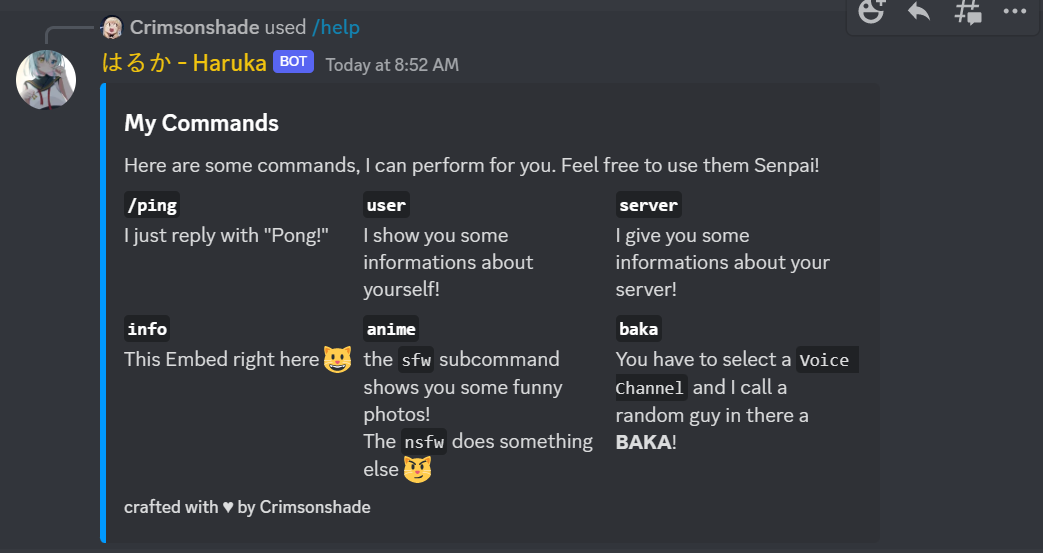 Crimsonshade used /help
はるか - Haruka BOT Today at 8:52 AM
My Commands
Here are some commands, I can perform for you. Feel free to use them Senpai!
/ping
I just reply with "Pong!"
user
I show you some
informations about
yourself!
server
I give you some
informations about your
server!
info
This Embed right here 😺
anime
the sfw subcommand
shows you some funny
photos!
The nsfw does something
else 😼
baka
You have to select a Voice
Channel and I call a
random guy in there a
BAKA!
crafted with ♥ by Crimsonshade